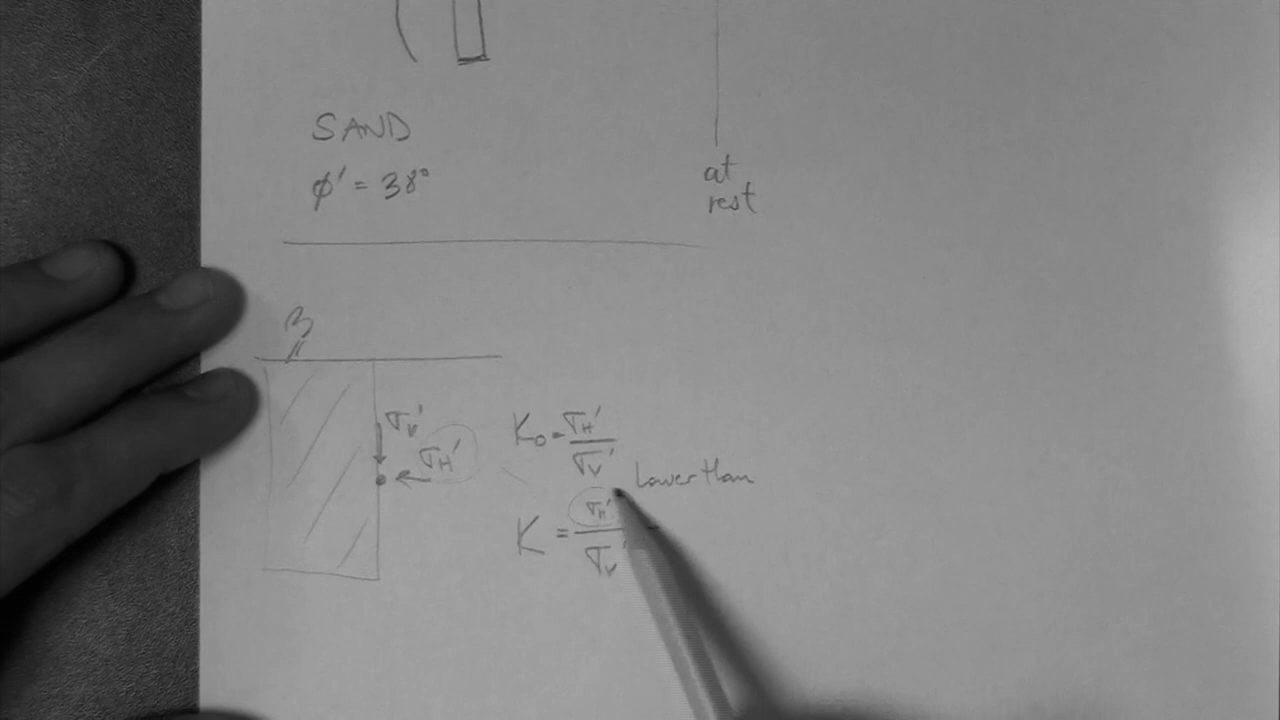 SAND
φ' = 38°
at
rest
σv'
σH'
K0 = σH' / σv'
Lower than
K = σH' / σv'